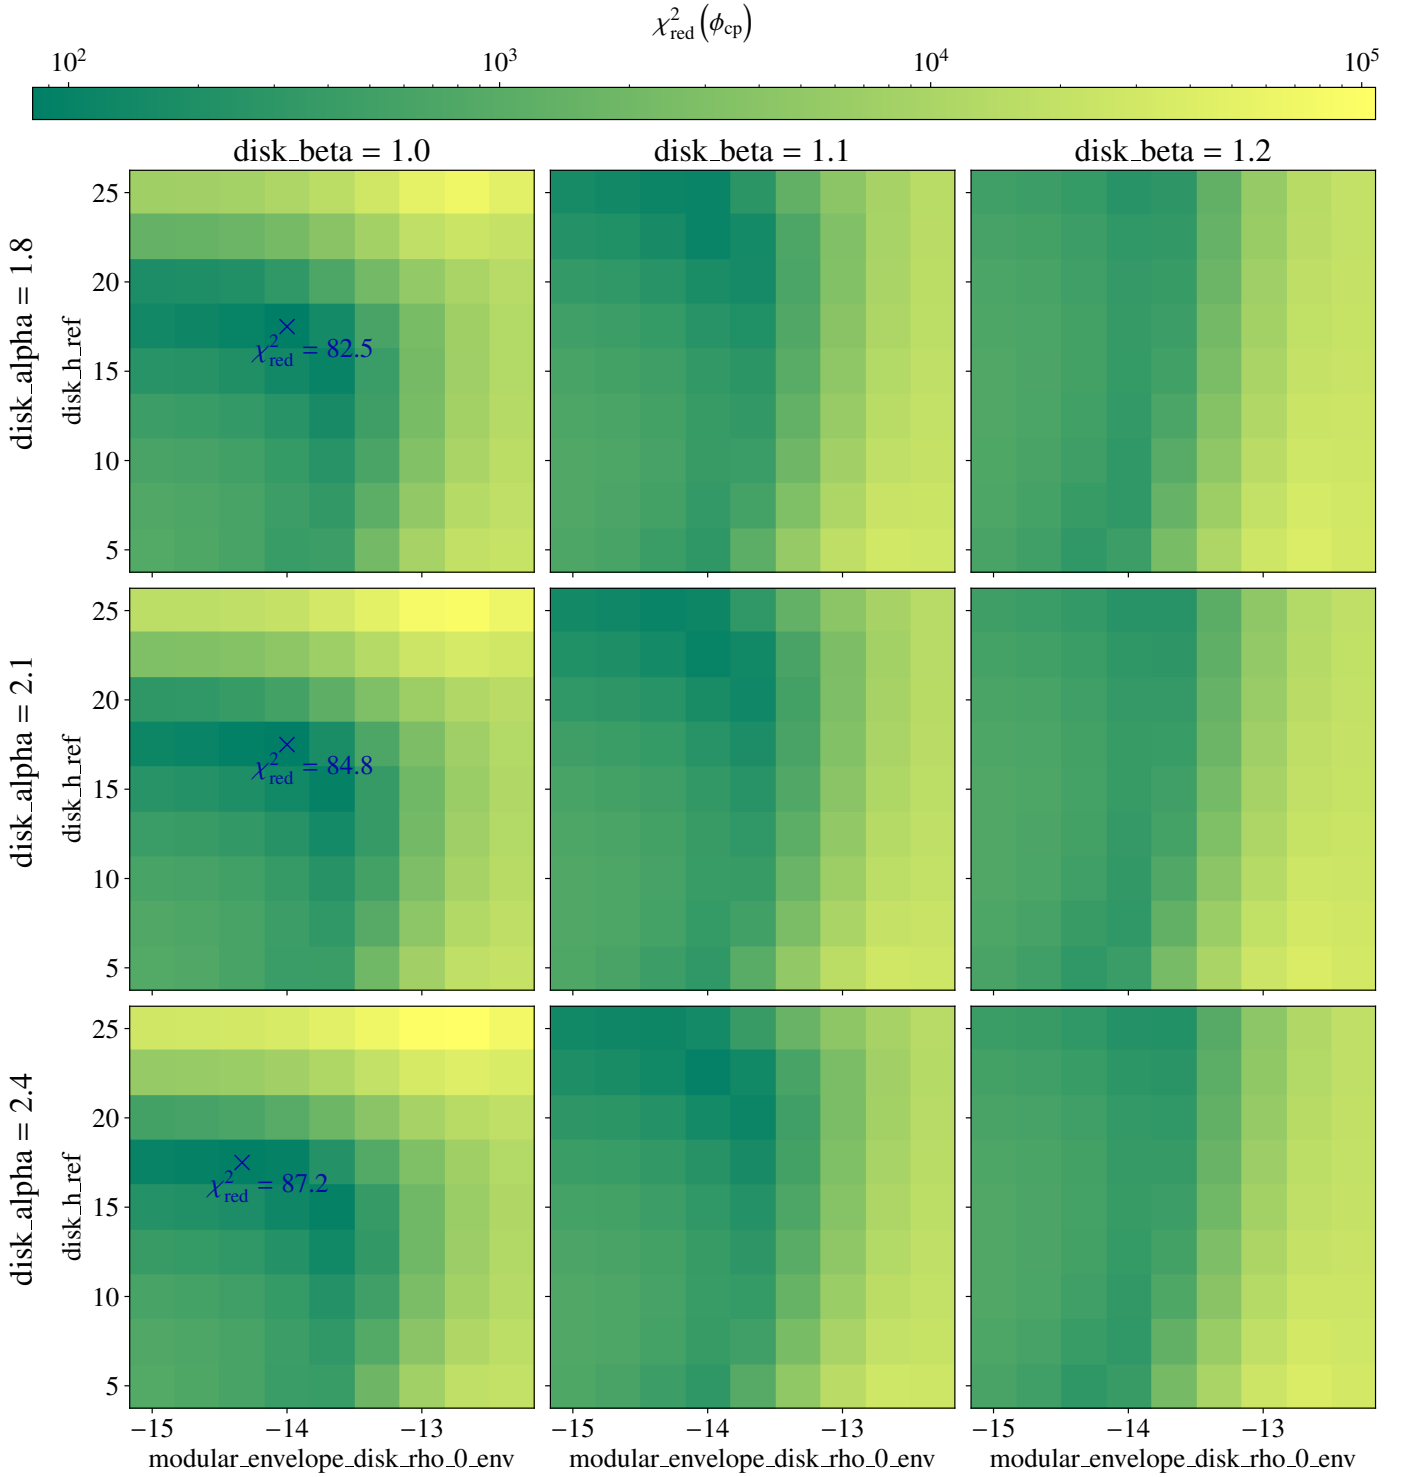 χ²red (ϕcp)
10² 10³ 10⁴ 10⁵
disk_beta = 1.0 disk_beta = 1.1 disk_beta = 1.2
disk_alpha = 1.8
disk_h_ref
25
20
15
10
5
χ²red = 82.5
disk_alpha = 2.1
disk_h_ref
25
20
15
10
5
χ²red = 84.8
disk_alpha = 2.4
disk_h_ref
25
20
15
10
5
χ²red = 87.2
−15 −14 −13 −15 −14 −13 −15 −14 −13
modular_envelope_disk_rho_0_env modular_envelope_disk_rho_0_env modular_envelope_disk_rho_0_env